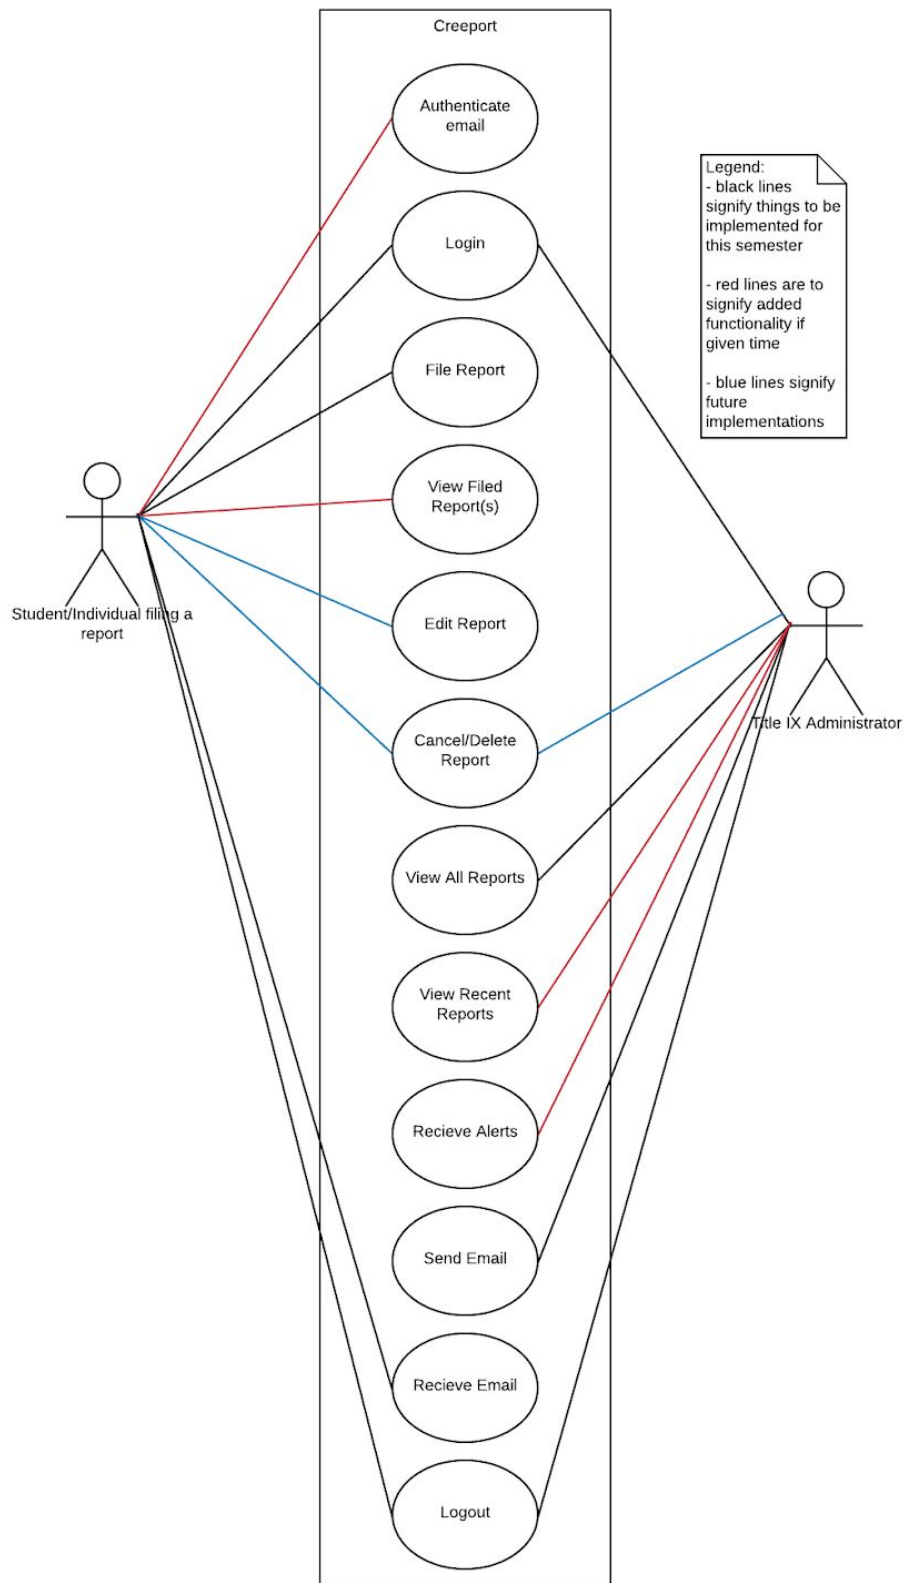 Creeport
Authenticate
email
Login
File Report
View Filed
Report(s)
Edit Report
Cancel/Delete
Report
View All Reports
View Recent
Reports
Recieve Alerts
Send Email
Recieve Email
Logout
Student/Individual filing a
report
Title IX Administrator
Legend:
- black lines
signify things to be
implemented for
this semester
- red lines are to
signify added
functionality if
given time
- blue lines signify
future
implementations